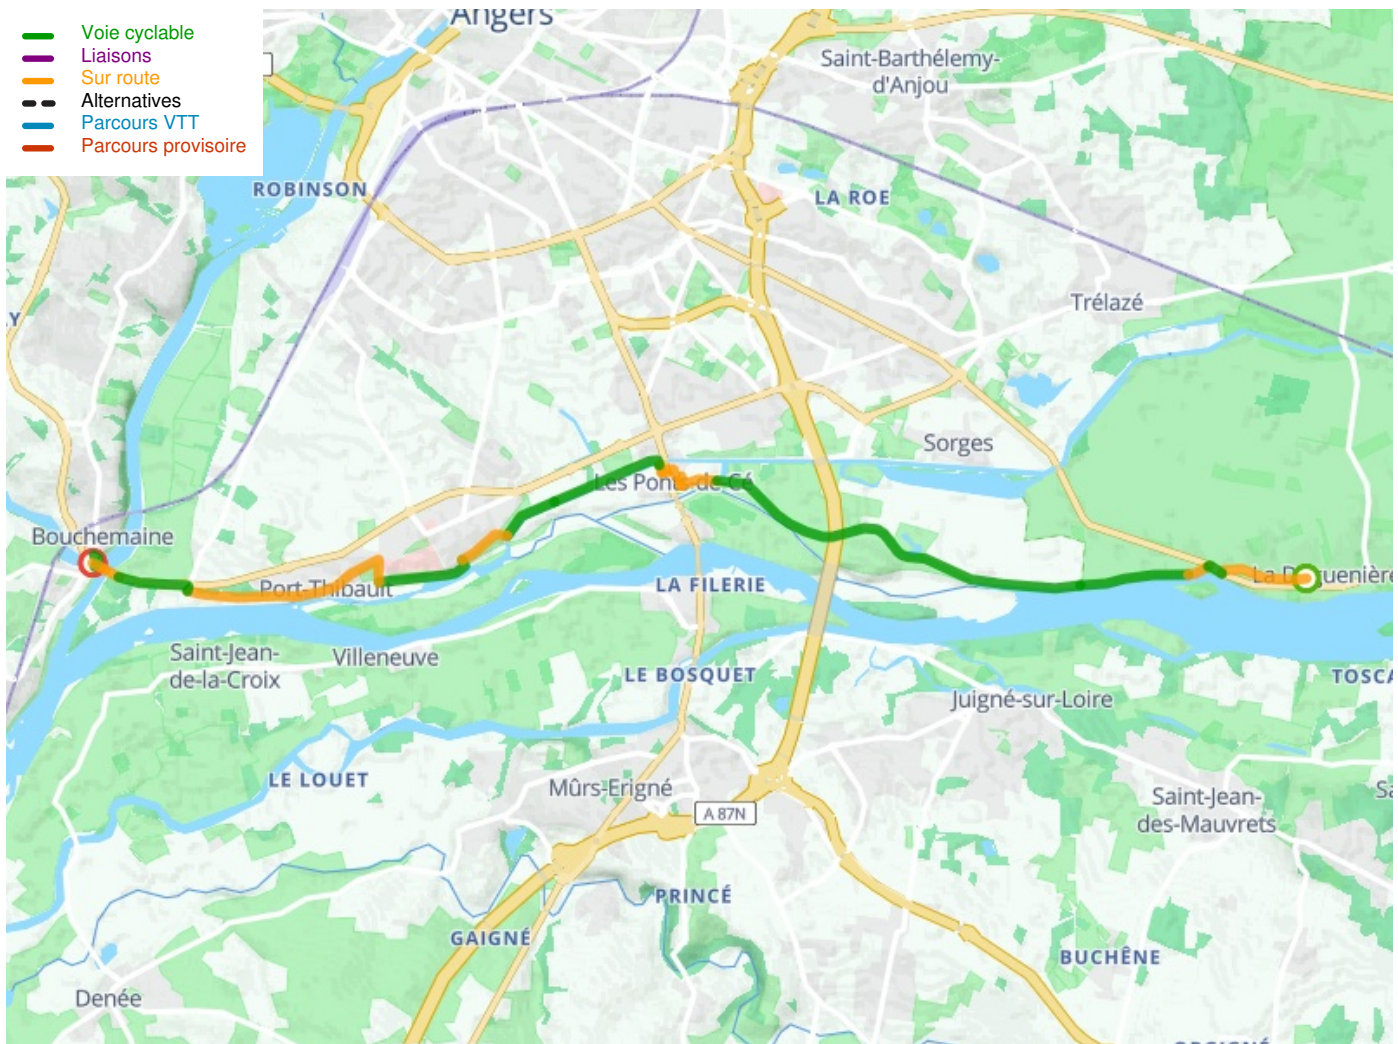 Voie cyclable
Liaisons
Sur route
Alternatives
Parcours VTT
Parcours provisoire
Angers
Saint-Barthélemy-
d'Anjou
ROBINSON
LA ROE
Trélazé
Sorges
Les Ponts-de-Cé
Bouchemaine
Port-Thibault
LA FILERIE
Saint-Jean-
de-la-Croix
Villeneuve
LE BOSQUET
Juigné-sur-Loire
LE LOUET
Mûrs-Erigné
A 87N
Saint-Jean-
des-Mauvrets
PRINCÉ
GAIGNÉ
BUCHÊNE
Denée